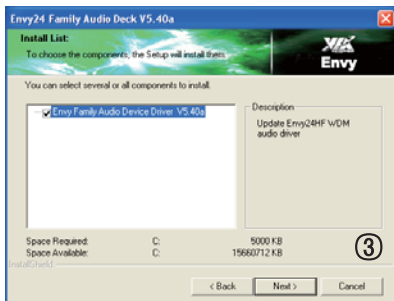 Envy24 Family Audio Deck V5.40a
Install List:
To choose the components, the Setup will install them.
VIA
Envy
You can select several or all components to install.
Envy Family Audio Device Driver V5.40a
Description
Update Envy24HF WDM
audio driver
Space Required: C: 5000 KB
Space Available: C: 15660712 KB
③
InstallShield
< Back Next > Cancel